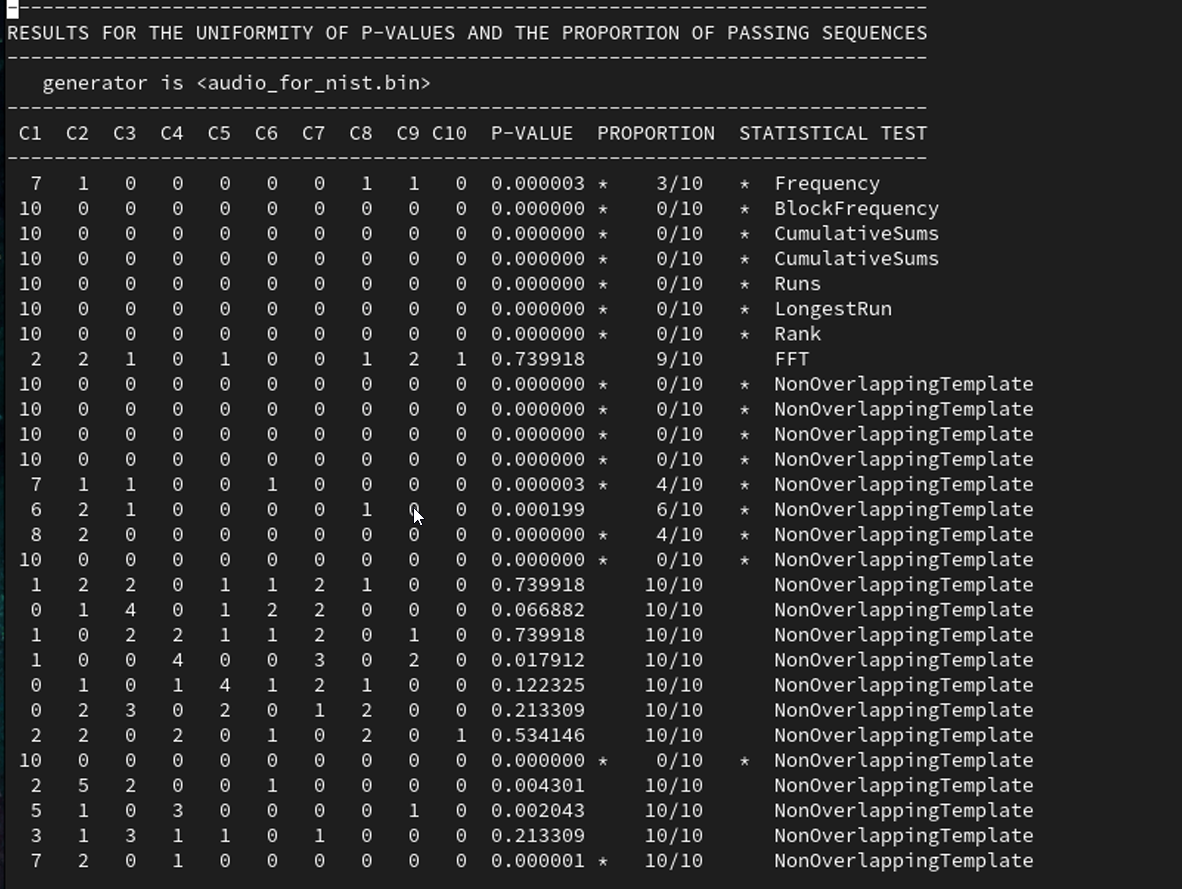 ------------------------------------------------------------------------------
RESULTS FOR THE UNIFORMITY OF P-VALUES AND THE PROPORTION OF PASSING SEQUENCES
------------------------------------------------------------------------------
   generator is <audio_for_nist.bin>
------------------------------------------------------------------------------
 C1  C2  C3  C4  C5  C6  C7  C8  C9 C10  P-VALUE  PROPORTION  STATISTICAL TEST
------------------------------------------------------------------------------
  7   1   0   0   0   0   0   1   1   0  0.000003 *    3/10   *  Frequency
 10   0   0   0   0   0   0   0   0   0  0.000000 *    0/10   *  BlockFrequency
 10   0   0   0   0   0   0   0   0   0  0.000000 *    0/10   *  CumulativeSums
 10   0   0   0   0   0   0   0   0   0  0.000000 *    0/10   *  CumulativeSums
 10   0   0   0   0   0   0   0   0   0  0.000000 *    0/10   *  Runs
 10   0   0   0   0   0   0   0   0   0  0.000000 *    0/10   *  LongestRun
 10   0   0   0   0   0   0   0   0   0  0.000000 *    0/10   *  Rank
  2   2   1   0   1   0   0   1   2   1  0.739918      9/10      FFT
 10   0   0   0   0   0   0   0   0   0  0.000000 *    0/10   *  NonOverlappingTemplate
 10   0   0   0   0   0   0   0   0   0  0.000000 *    0/10   *  NonOverlappingTemplate
 10   0   0   0   0   0   0   0   0   0  0.000000 *    0/10   *  NonOverlappingTemplate
 10   0   0   0   0   0   0   0   0   0  0.000000 *    0/10   *  NonOverlappingTemplate
  7   1   1   0   0   1   0   0   0   0  0.000003 *    4/10   *  NonOverlappingTemplate
  6   2   1   0   0   0   0   1   0   0  0.000199      6/10   *  NonOverlappingTemplate
  8   2   0   0   0   0   0   0   0   0  0.000000 *    4/10   *  NonOverlappingTemplate
 10   0   0   0   0   0   0   0   0   0  0.000000 *    0/10   *  NonOverlappingTemplate
  1   2   2   0   1   1   2   1   0   0  0.739918     10/10      NonOverlappingTemplate
  0   1   4   0   1   2   2   0   0   0  0.066882     10/10      NonOverlappingTemplate
  1   0   2   2   1   1   2   0   1   0  0.739918     10/10      NonOverlappingTemplate
  1   0   0   4   0   0   3   0   2   0  0.017912     10/10      NonOverlappingTemplate
  0   1   0   1   4   1   2   1   0   0  0.122325     10/10      NonOverlappingTemplate
  0   2   3   0   2   0   1   2   0   0  0.213309     10/10      NonOverlappingTemplate
  2   2   0   2   0   1   0   2   0   1  0.534146     10/10      NonOverlappingTemplate
 10   0   0   0   0   0   0   0   0   0  0.000000 *    0/10   *  NonOverlappingTemplate
  2   5   2   0   0   1   0   0   0   0  0.004301     10/10      NonOverlappingTemplate
  5   1   0   3   0   0   0   0   1   0  0.002043     10/10      NonOverlappingTemplate
  3   1   3   1   1   0   1   0   0   0  0.213309     10/10      NonOverlappingTemplate
  7   2   0   1   0   0   0   0   0   0  0.000001 *   10/10      NonOverlappingTemplate